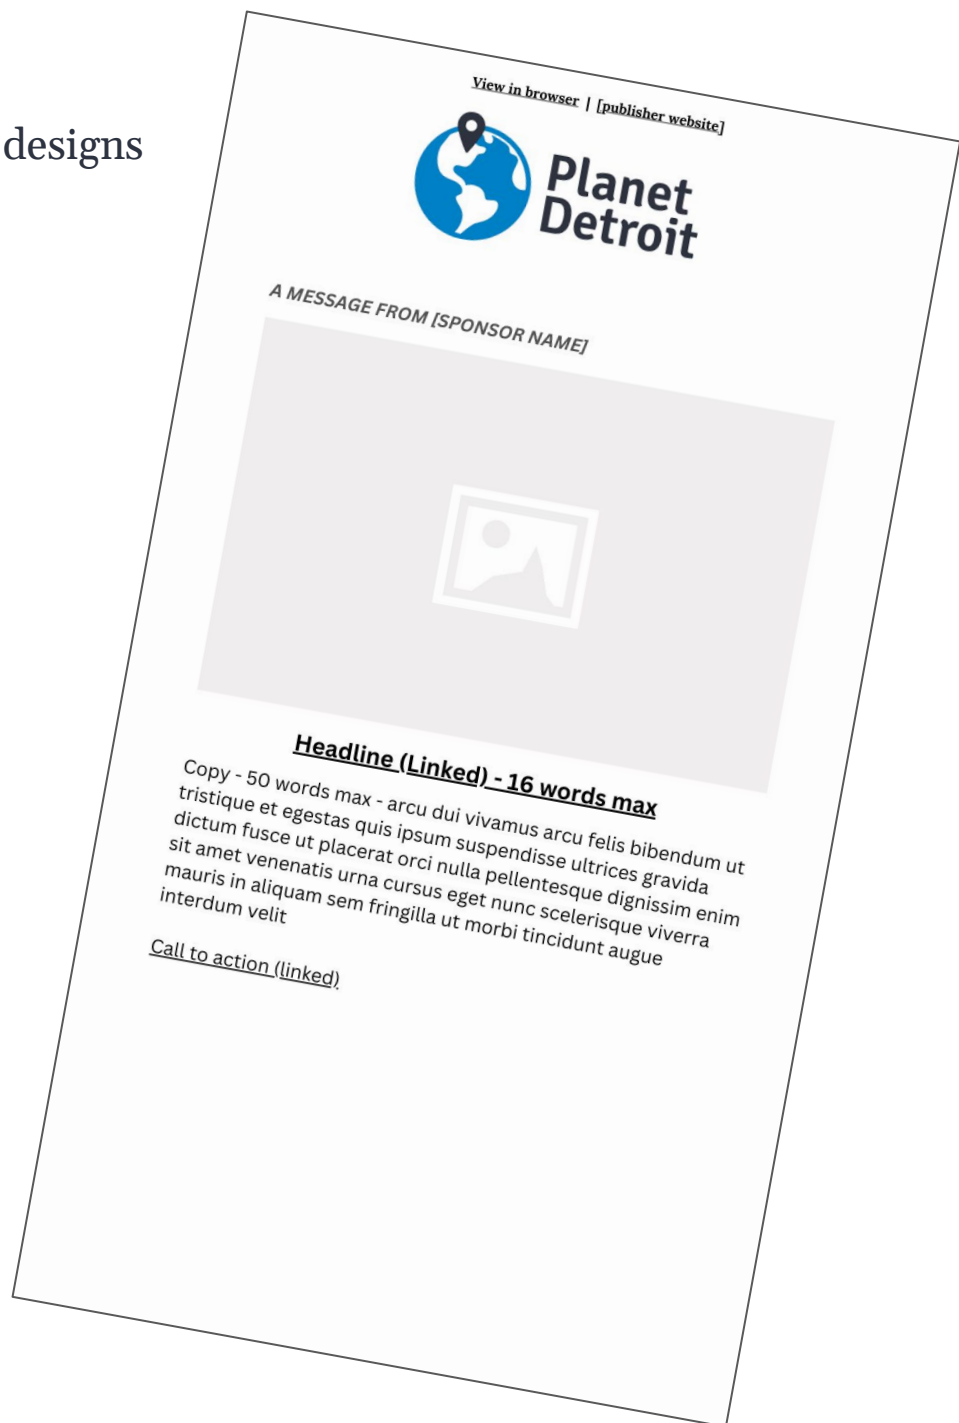 designs
View in browser | [publisher website]
Planet
Detroit
A MESSAGE FROM [SPONSOR NAME]
Headline (Linked) - 16 words max
Copy - 50 words max - arcu dui vivamus arcu felis bibendum ut
tristique et egestas quis ipsum suspendisse ultrices gravida
dictum fusce ut placerat orci nulla pellentesque dignissim enim
sit amet venenatis urna cursus eget nunc scelerisque viverra
mauris in aliquam sem fringilla ut morbi tincidunt augue
interdum velit
Call to action (linked)